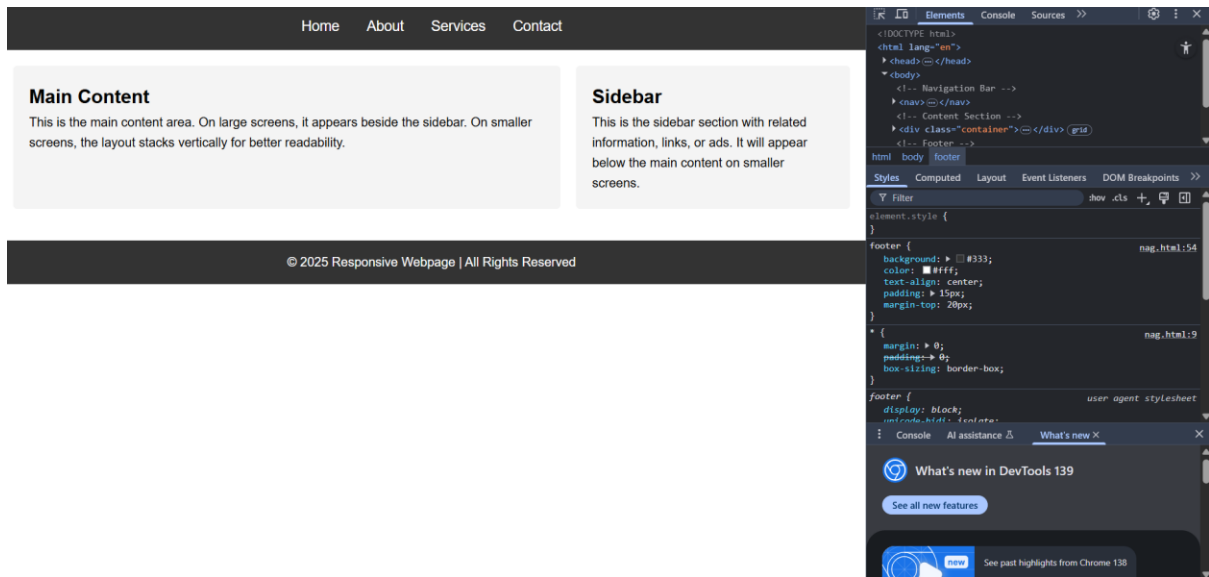 Home About Services Contact
Main Content
This is the main content area. On large screens, it appears beside the sidebar. On smaller
screens, the layout stacks vertically for better readability.
Sidebar
This is the sidebar section with related
information, links, or ads. It will appear
below the main content on smaller
screens.
© 2025 Responsive Webpage | All Rights Reserved
Elements Console Sources
<!DOCTYPE html>
<html lang="en">
<head> </head>
<body>
<!-- Navigation Bar -->
<nav> </nav>
<!-- Content Section -->
<div class="container"> </div> grid
<!-- Footer -->
html body footer
Styles Computed Layout Event Listeners DOM Breakpoints
Filter :hov .cls
element.style {
}
footer { nag.html:54
background: #333;
color: #fff;
text-align: center;
padding: 15px;
margin-top: 20px;
}
* { nag.html:9
margin: 0;
padding: 0;
box-sizing: border-box;
}
footer { user agent stylesheet
display: block;
unicode-bidi: isolate;
Console AI assistance What's new
What's new in DevTools 139
See all new features
new
See past highlights from Chrome 138